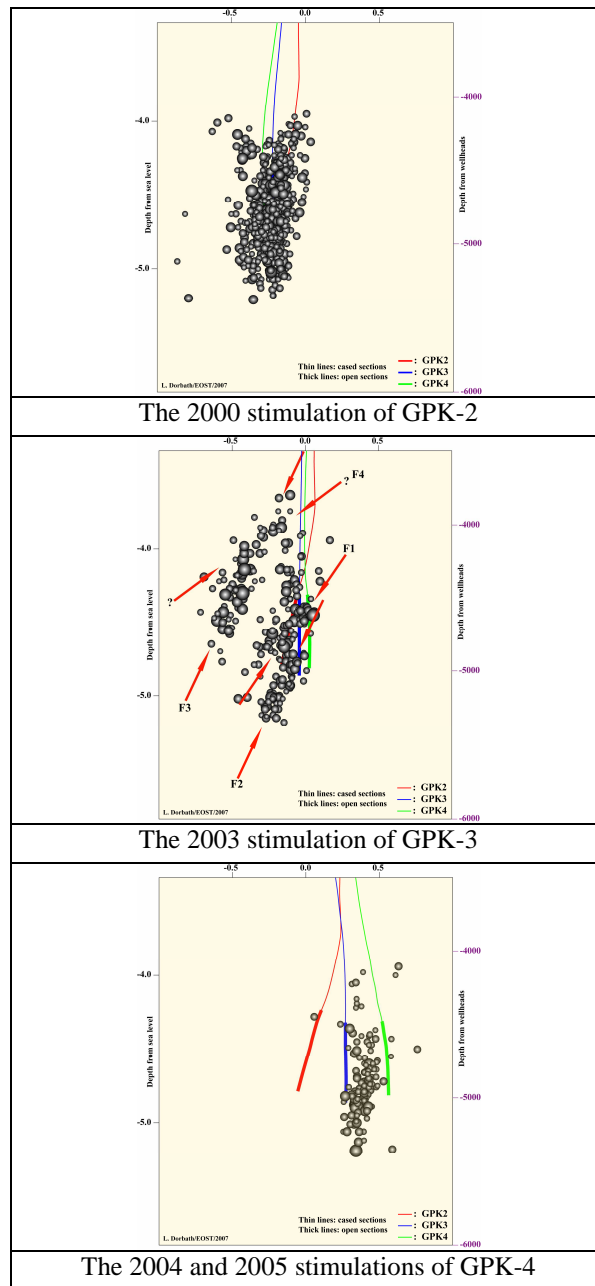 -0.5 0.0 0.5
-4.0
-5.0
Depth from sea level
-4000
-5000
-6000
Depth from wellheads
Thin lines: cased sections
Thick lines: open sections
: GPK2
: GPK3
: GPK4
L. Dorbath/EOST/2007
The 2000 stimulation of GPK-2
-0.5 0.0 0.5
? F4
F1
?
F3
F2
-4.0
-5.0
Depth from sea level
-4000
-5000
-6000
Depth from wellheads
Thin lines: cased sections
Thick lines: open sections
: GPK2
: GPK3
: GPK4
L. Dorbath/EOST/2007
The 2003 stimulation of GPK-3
-0.5 0.0 0.5
-4.0
-5.0
Depth from sea level
-4000
-5000
-6000
Depth from wellheads
Thin lines: cased sections
Thick lines: open sections
: GPK2
: GPK3
: GPK4
L. Dorbath/EOST/2007
The 2004 and 2005 stimulations of GPK-4